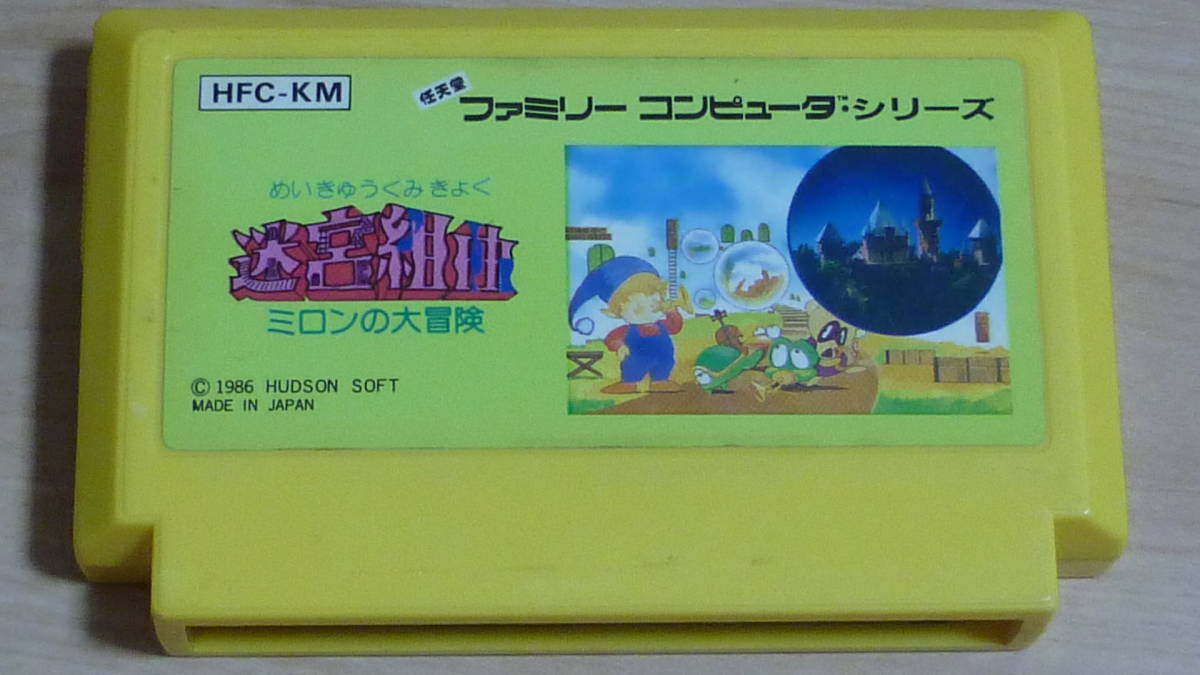 HFC-KM
任天堂
ファミリー コンピュータ™:シリーズ
めいきゅうくみきょく
迷宮組曲
ミロンの大冒険
© 1986 HUDSON SOFT
MADE IN JAPAN